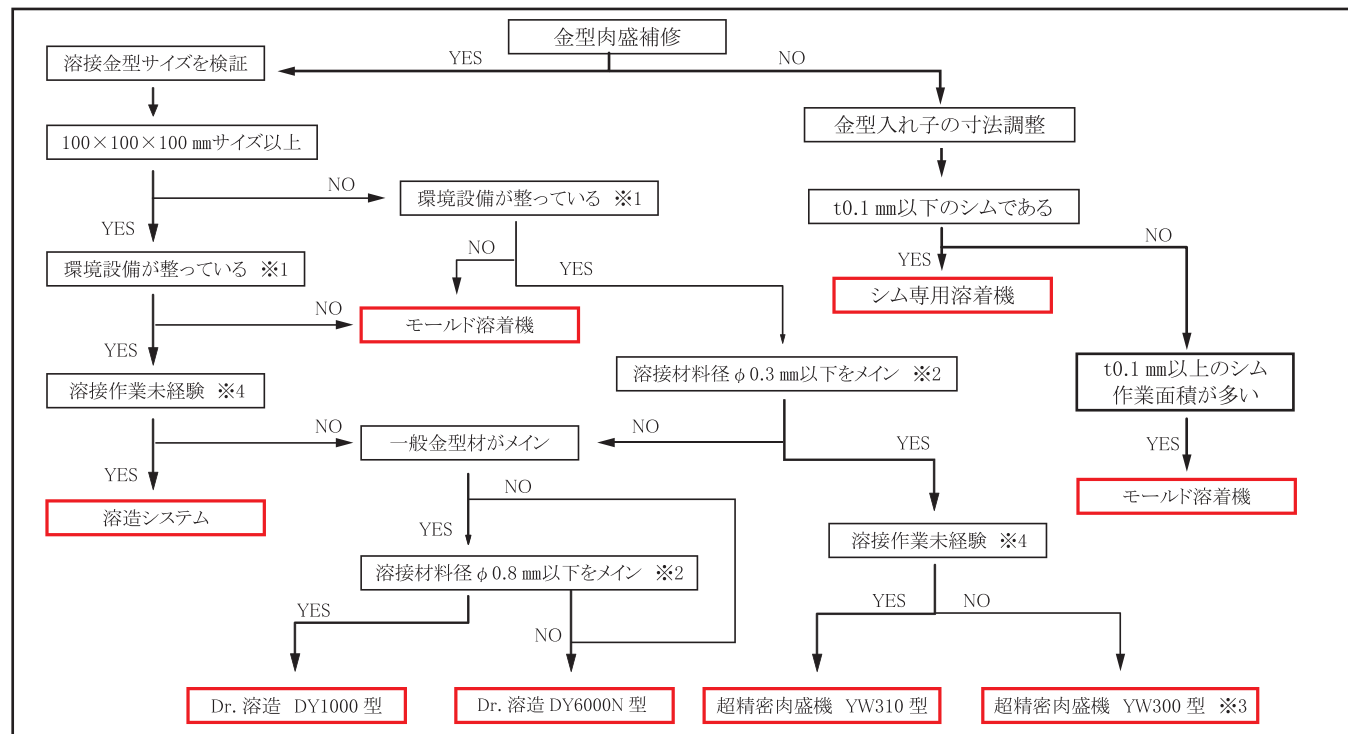 金型肉盛補修
YES
NO
溶接金型サイズを検証
100×100×100 mmサイズ以上
金型入れ子の寸法調整
NO
環境設備が整っている ※1
t0.1 mm以下のシムである
YES
NO
YES
YES
NO
環境設備が整っている ※1
シム専用溶着機
NO
モールド溶着機
YES
溶接材料径φ0.3 mm以下をメイン ※2
t0.1 mm以上のシム
作業面積が多い
溶接作業未経験 ※4
NO
一般金型材がメイン
NO
YES
YES
YES
溶造システム
NO
モールド溶着機
YES
溶接作業未経験 ※4
溶接材料径φ0.8 mm以下をメイン ※2
YES
NO
YES
NO
Dr. 溶造 DY1000 型
Dr. 溶造 DY6000N 型
超精密肉盛機 YW310 型
超精密肉盛機 YW300 型 ※3